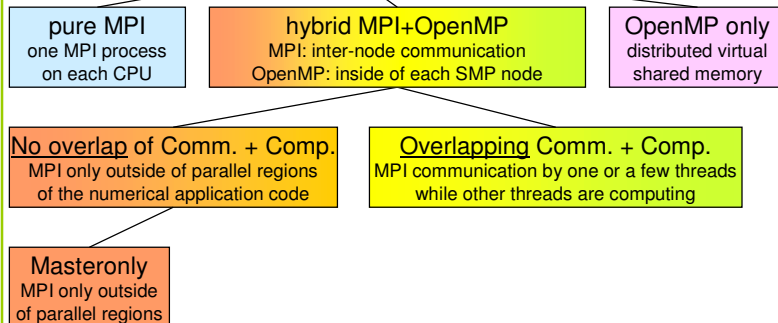 pure MPI
one MPI process
on each CPU
hybrid MPI+OpenMP
MPI: inter-node communication
OpenMP: inside of each SMP node
OpenMP only
distributed virtual
shared memory
No overlap of Comm. + Comp.
MPI only outside of parallel regions
of the numerical application code
Overlapping Comm. + Comp.
MPI communication by one or a few threads
while other threads are computing
Masteronly
MPI only outside
of parallel regions